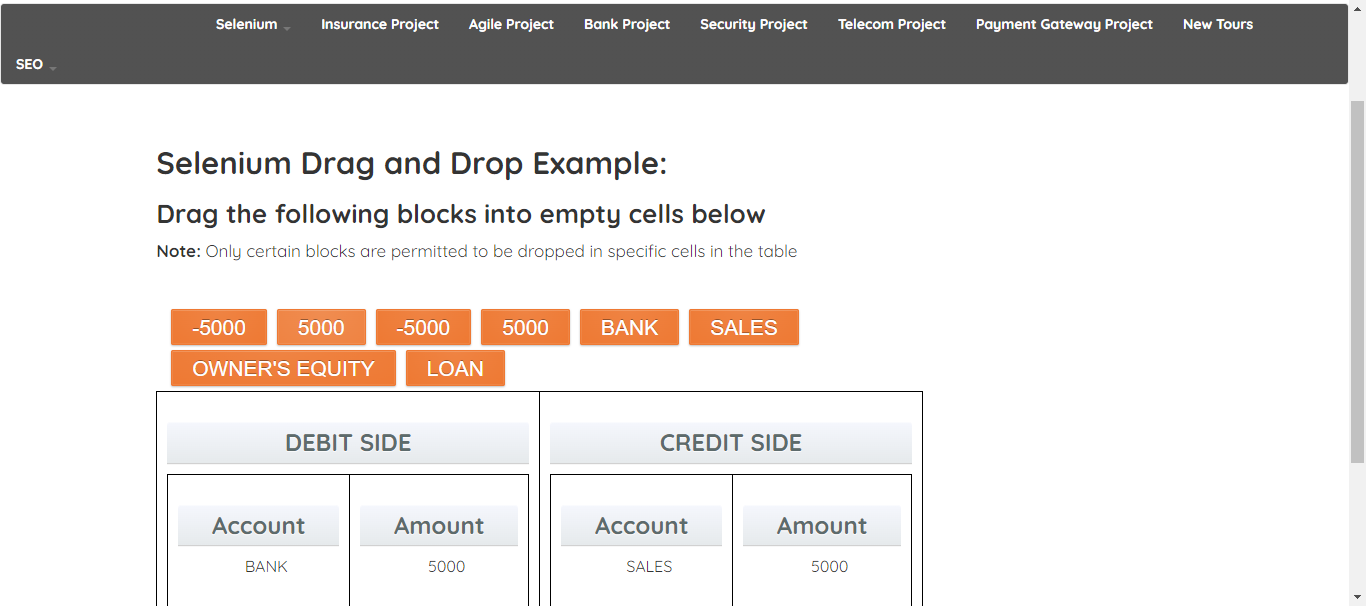 Selenium Insurance Project Agile Project Bank Project Security Project Telecom Project Payment Gateway Project New Tours
SEO
Selenium Drag and Drop Example:
Drag the following blocks into empty cells below
Note: Only certain blocks are permitted to be dropped in specific cells in the table
-5000 5000 -5000 5000 BANK SALES
OWNER'S EQUITY LOAN
DEBIT SIDE CREDIT SIDE
Account Amount Account Amount
BANK 5000 SALES 5000